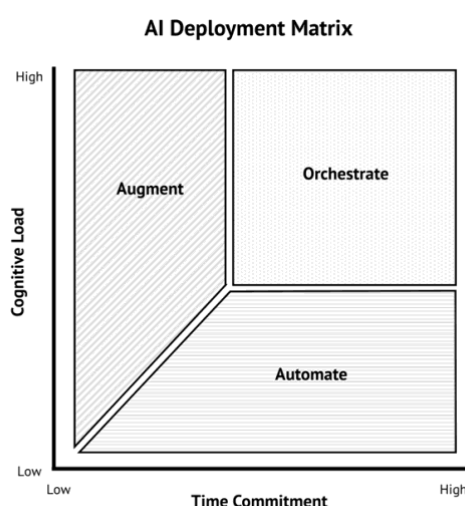 AI Deployment Matrix
High
Augment
Orchestrate
Cognitive Load
Automate
Low
Low
High
Time Commitment